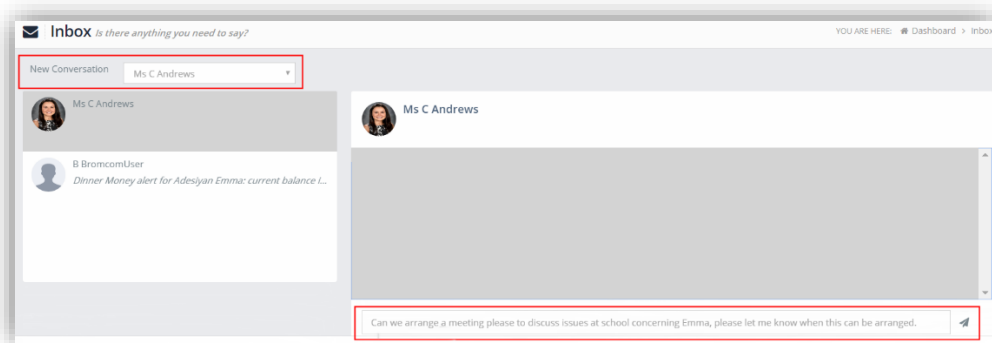 Inbox Is there anything you need to say?
YOU ARE HERE: Dashboard > Inbox
New Conversation Ms C Andrews
Ms C Andrews
B BromcomUser
Dinner Money alert for Adesiyan Emma: current balance i...
Ms C Andrews
Can we arrange a meeting please to discuss issues at school concerning Emma, please let me know when this can be arranged.